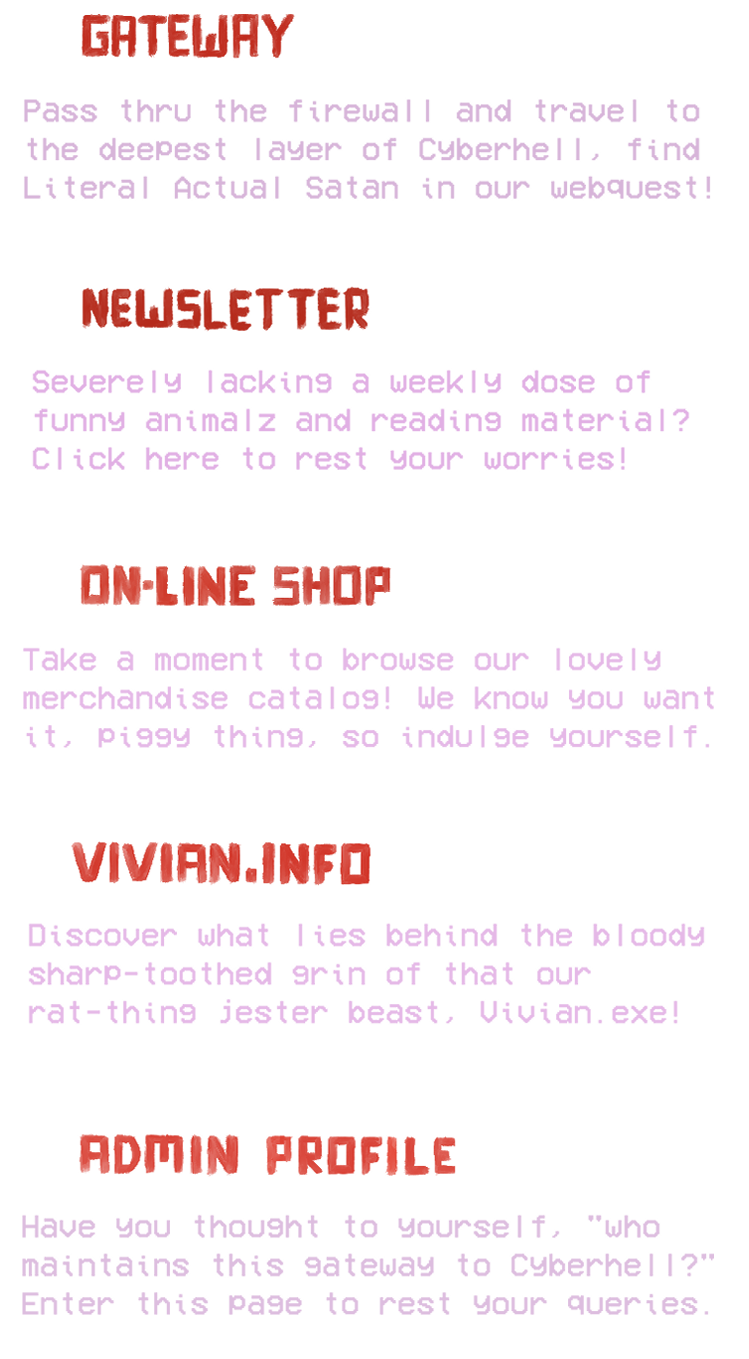 GATEWAY
Pass thru the firewall and travel to
the deepest layer of Cyberhell, find
Literal Actual Satan in our webquest!
NEWSLETTER
Severely lacking a weekly dose of
funny animalz and reading material?
Click here to rest your worries!
ON-LINE SHOP
Take a moment to browse our lovely
merchandise catalog! We know you want
it, piggy thing, so indulge yourself.
VIVIAN.INFO
Discover what lies behind the bloody
sharp-toothed grin of that our
rat-thing jester beast, Vivian.exe!
ADMIN PROFILE
Have you thought to yourself, "who
maintains this gateway to Cyberhell?"
Enter this page to rest your queries.